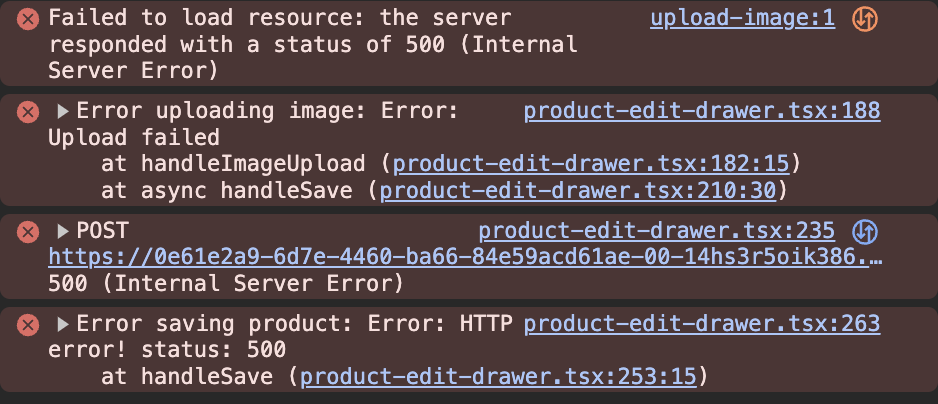 Failed to load resource: the server upload-image:1
responded with a status of 500 (Internal
Server Error)
Error uploading image: Error: product-edit-drawer.tsx:188
Upload failed
at handleImageUpload (product-edit-drawer.tsx:182:15)
at async handleSave (product-edit-drawer.tsx:210:30)
POST product-edit-drawer.tsx:235
https://0e61e2a9-6d7e-4460-ba66-84e59acd61ae-00-14hs3r5oik386.…
500 (Internal Server Error)
Error saving product: Error: HTTP product-edit-drawer.tsx:263
error! status: 500
at handleSave (product-edit-drawer.tsx:253:15)